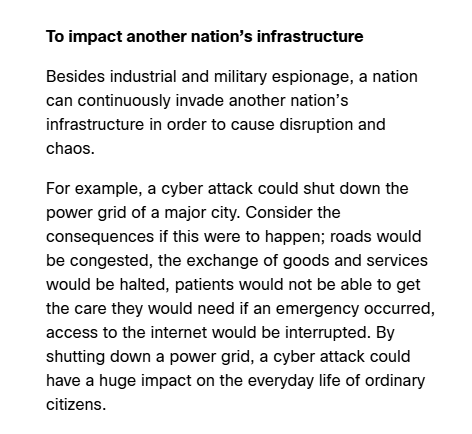 To impact another nation’s infrastructure
Besides industrial and military espionage, a nation
can continuously invade another nation’s
infrastructure in order to cause disruption and
chaos.
For example, a cyber attack could shut down the
power grid of a major city. Consider the
consequences if this were to happen; roads would
be congested, the exchange of goods and services
would be halted, patients would not be able to get
the care they would need if an emergency occurred,
access to the internet would be interrupted. By
shutting down a power grid, a cyber attack could
have a huge impact on the everyday life of ordinary
citizens.